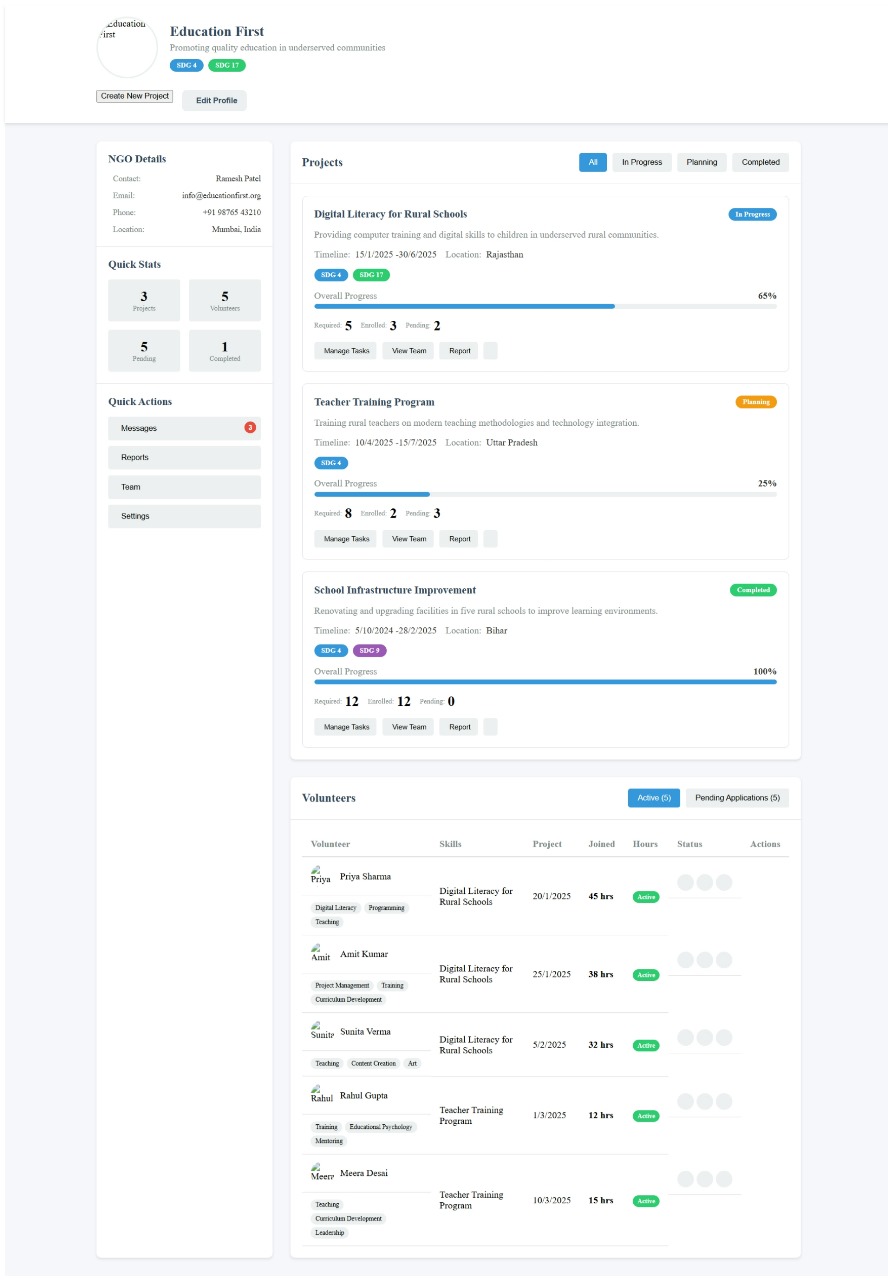 Education First
Education First
Promoting quality education in underserved communities
SDG 4 SDG 17
Create New Project Edit Profile
NGO Details
Contact: Ramesh Patel
Email: info@educationfirst.org
Phone: +91 98765 43210
Location: Mumbai, India
Quick Stats
3 5
Projects Volunteers
5 1
Pending Completed
Quick Actions
Messages 3
Reports
Team
Settings
Projects All In Progress Planning Completed
Digital Literacy for Rural Schools In Progress
Providing computer training and digital skills to children in underserved rural communities.
Timeline: 15/1/2025 -30/6/2025 Location: Rajasthan
SDG 4 SDG 17
Overall Progress 65%
Required: 5 Enrolled: 3 Pending: 2
Manage Tasks View Team Report
Teacher Training Program Planning
Training rural teachers on modern teaching methodologies and technology integration.
Timeline: 10/4/2025 -15/7/2025 Location: Uttar Pradesh
SDG 4
Overall Progress 25%
Required: 8 Enrolled: 2 Pending: 3
Manage Tasks View Team Report
School Infrastructure Improvement Completed
Renovating and upgrading facilities in five rural schools to improve learning environments.
Timeline: 5/10/2024 -28/2/2025 Location: Bihar
SDG 4 SDG 9
Overall Progress 100%
Required: 12 Enrolled: 12 Pending: 0
Manage Tasks View Team Report
Volunteers Active (5) Pending Applications (5)
Volunteer Skills Project Joined Hours Status Actions
Priya Priya Sharma
Digital Literacy Programming
Teaching
Digital Literacy for
Rural Schools
20/1/2025 45 hrs Active
Amit Amit Kumar
Project Management Training
Curriculum Development
Digital Literacy for
Rural Schools
25/1/2025 38 hrs Active
Sunita Sunita Verma
Teaching Content Creation Art
Digital Literacy for
Rural Schools
5/2/2025 32 hrs Active
Rahul Rahul Gupta
Training Educational Psychology
Mentoring
Teacher Training
Program
1/3/2025 12 hrs Active
Meera Meera Desai
Teaching
Curriculum Development
Leadership
Teacher Training
Program
10/3/2025 15 hrs Active